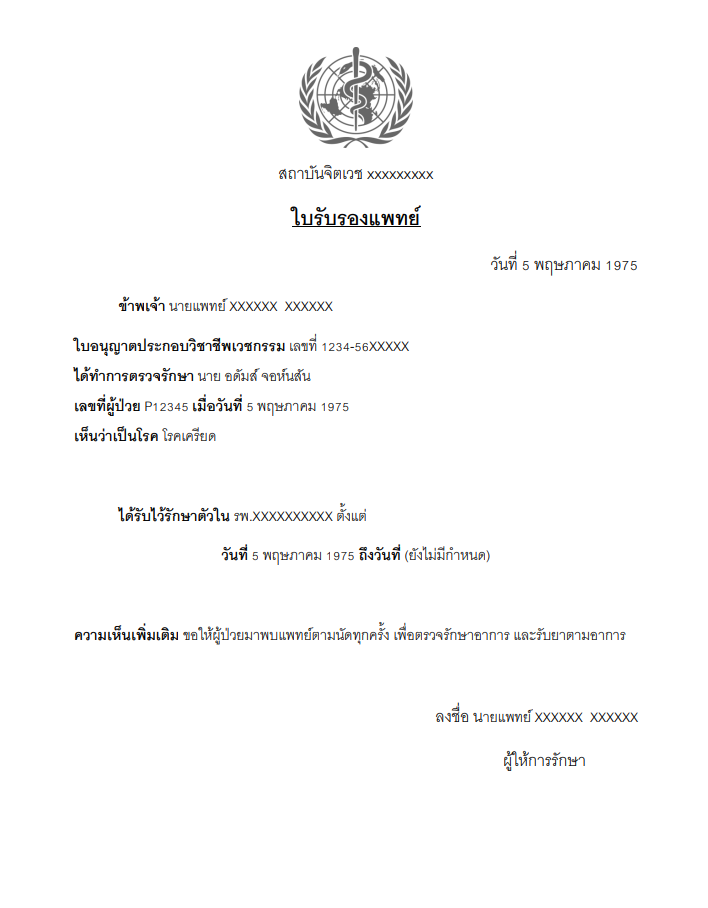 สถาบันจิตเวช xxxxxxxxx
ใบรับรองแพทย์
วันที่ 5 พฤษภาคม 1975
ข้าพเจ้า นายแพทย์ XXXXXX XXXXXX
ใบอนุญาตประกอบวิชาชีพเวชกรรม เลขที่ 1234-56XXXXX
ได้ทำการตรวจรักษา นาย อดัมส์ จอห์นสัน
เลขที่ผู้ป่วย P12345 เมื่อวันที่ 5 พฤษภาคม 1975
เห็นว่าเป็นโรค โรคเครียด
ได้รับไว้รักษาตัวใน รพ.XXXXXXXXXX ตั้งแต่
วันที่ 5 พฤษภาคม 1975 ถึงวันที่ (ยังไม่มีกำหนด)
ความเห็นเพิ่มเติม ขอให้ผู้ป่วยมาพบแพทย์ตามนัดทุกครั้ง เพื่อตรวจรักษาอาการ และรับยาตามอาการ
ลงชื่อ นายแพทย์ XXXXXX XXXXXX
ผู้ให้การรักษา